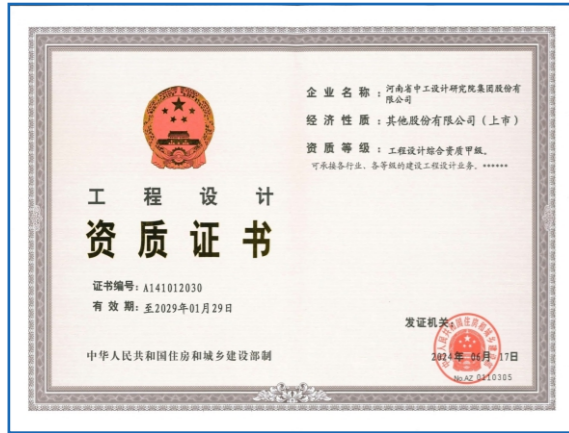 工程设计
资质证书
证书编号：A141012030
有 效 期：至2029年01月29日
中华人民共和国住房和城乡建设部制
企业名称：河南省中工设计研究院集团股份有
限公司
经济性质：其他股份有限公司（上市）
资质等级：工程设计综合资质甲级。
可承接各行业、各等级的建设工程设计业务。******
发证机关：
2024年 06月 17日
No.AZ 0110305